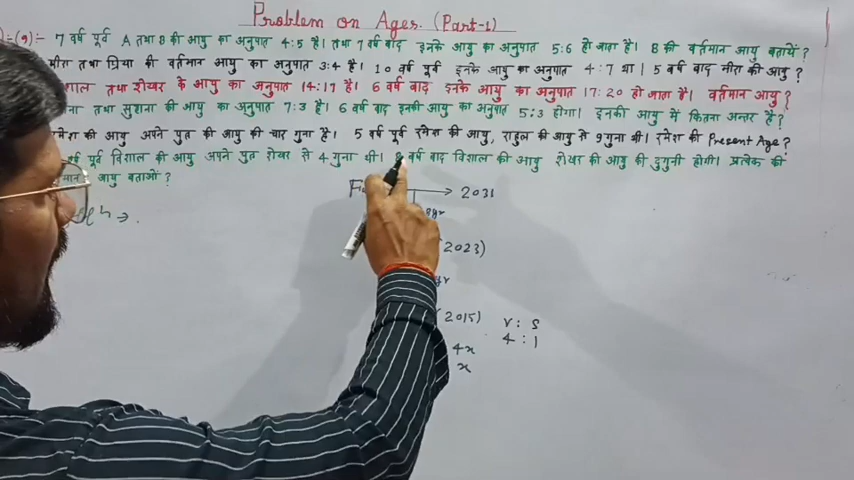 Problem on Ages. (Part-1)
7 वर्ष पूर्व A तथा B की आयु का अनुपात 4:5 है। तथा 7 वर्ष बाद इनके आयु का अनुपात 5:6 हो जाता है। B की वर्तमान आयु बतायें?
तथा प्रिया की वर्तमान आयु का अनुपात 3:4 है। 10 वर्ष पूर्व इनके आयु का अनुपात 4:7 था। 5 वर्ष बाद मीरा की आयु?
तथा शेखर के आयु का अनुपात 14:17 है। 6 वर्ष बाद उनके आयु का अनुपात 17:20 हो जाता है। वर्तमान आयु?
तथा सुशना की आयु का अनुपात 7:3 है। 6 वर्ष बाद इनकी आयु का अनुपात 5:3 होगा। इनकी आयु में कितना अन्तर है?
की आयु अपने पुत्र की आयु की चार गुना है। 5 वर्ष पूर्व रमेश की आयु, राहुल की आयु से 9 गुना थी। रमेश की Present Age?
वर्ष पूर्व विशाल की आयु अपने पुत्र शेखर से 4 गुना थी। 8 वर्ष बाद विशाल की आयु शेखर की आयु की दुगुनी होगी। प्रत्येक की
आयु बताओ?
2031
2023)
2015)
V : S
4 : 1
4x
x